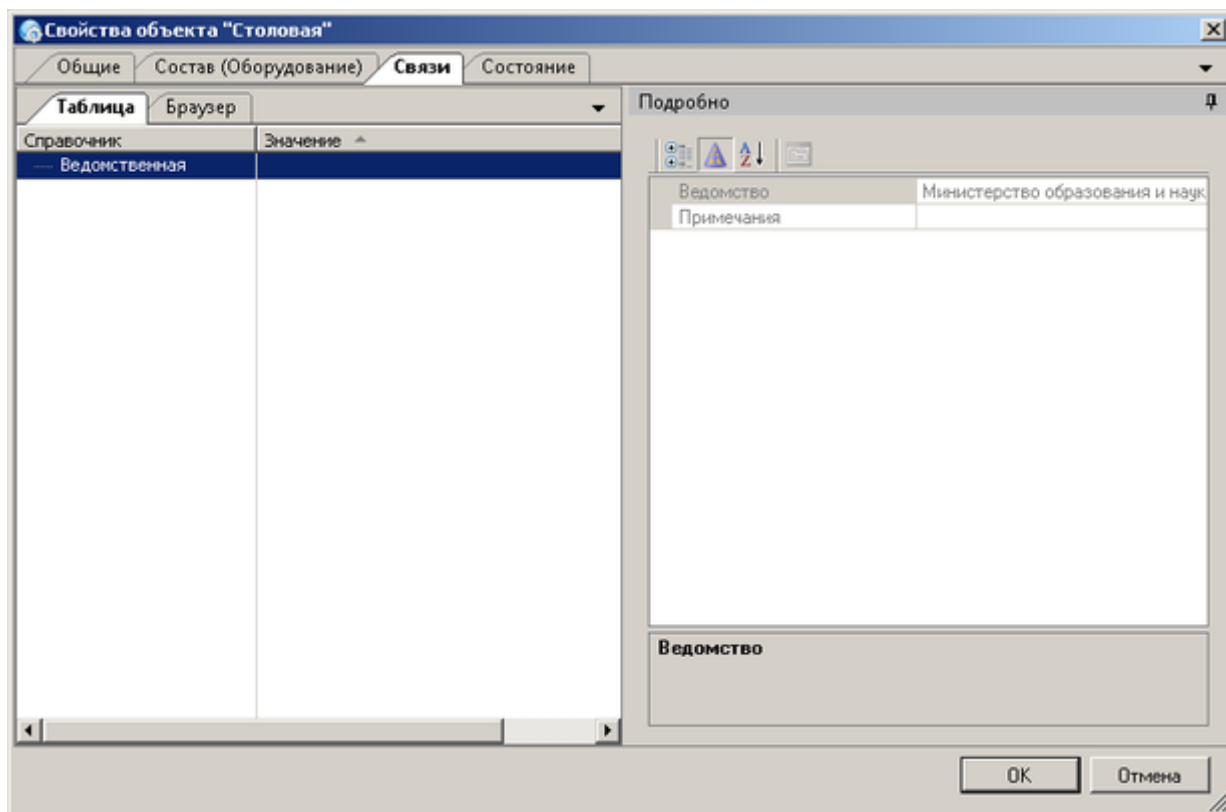 Свойства объекта "Столовая"
Общие Состав (Оборудование) Связи Состояние
Таблица Браузер
Подробно
Справочник Значение
Ведомственная
Ведомство Министерство образования и наук
Примечания
Ведомство
ОК Отмена